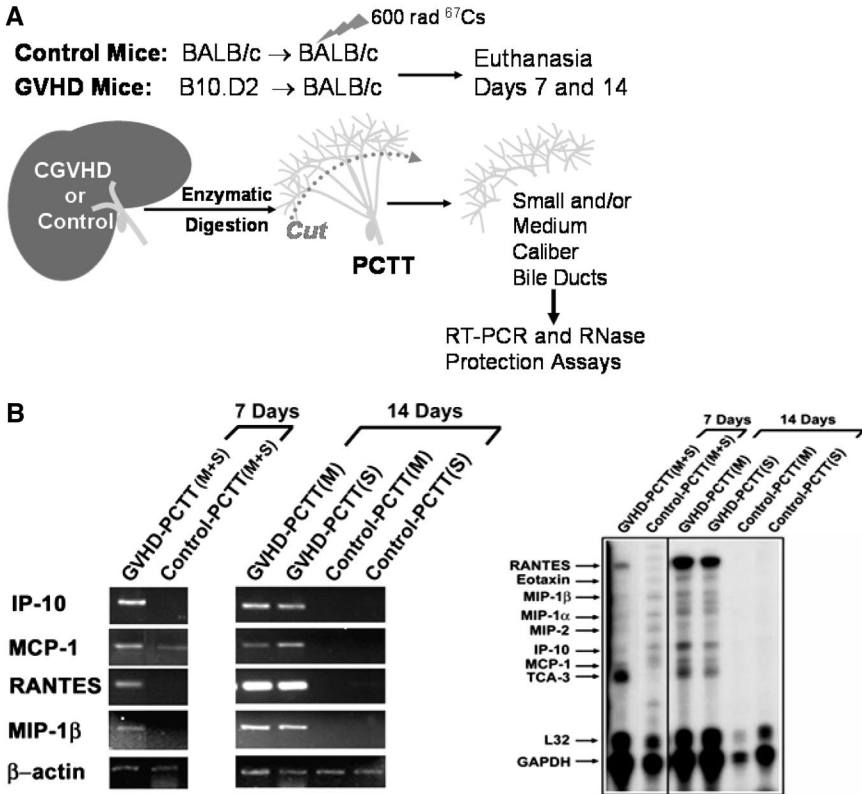 A
600 rad ⁶⁷Cs
Control Mice: BALB/c → BALB/c
GVHD Mice: B10.D2 → BALB/c
Euthanasia
Days 7 and 14
CGVHD
or
Control
Enzymatic
Digestion
Cut
PCTT
Small and/or
Medium
Caliber
Bile Ducts
RT-PCR and RNase
Protection Assays
B
7 Days
14 Days
GVHD-PCTT(M+S)
Control-PCTT(M+S)
GVHD-PCTT(M)
GVHD-PCTT(S)
Control-PCTT(M)
Control-PCTT(S)
IP-10
MCP-1
RANTES
MIP-1β
β-actin
7 Days
14 Days
GVHD-PCTT(M+S)
Control-PCTT(M+S)
GVHD-PCTT(M)
GVHD-PCTT(S)
Control-PCTT(M)
Control-PCTT(S)
RANTES
Eotaxin
MIP-1β
MIP-1α
MIP-2
IP-10
MCP-1
TCA-3
L32
GAPDH